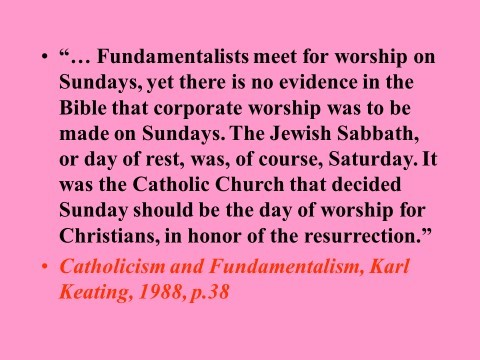 • “… Fundamentalists meet for worship on
Sundays, yet there is no evidence in the
Bible that corporate worship was to be
made on Sundays. The Jewish Sabbath,
or day of rest, was, of course, Saturday. It
was the Catholic Church that decided
Sunday should be the day of worship for
Christians, in honor of the resurrection.”
• Catholicism and Fundamentalism, Karl
Keating, 1988, p.38